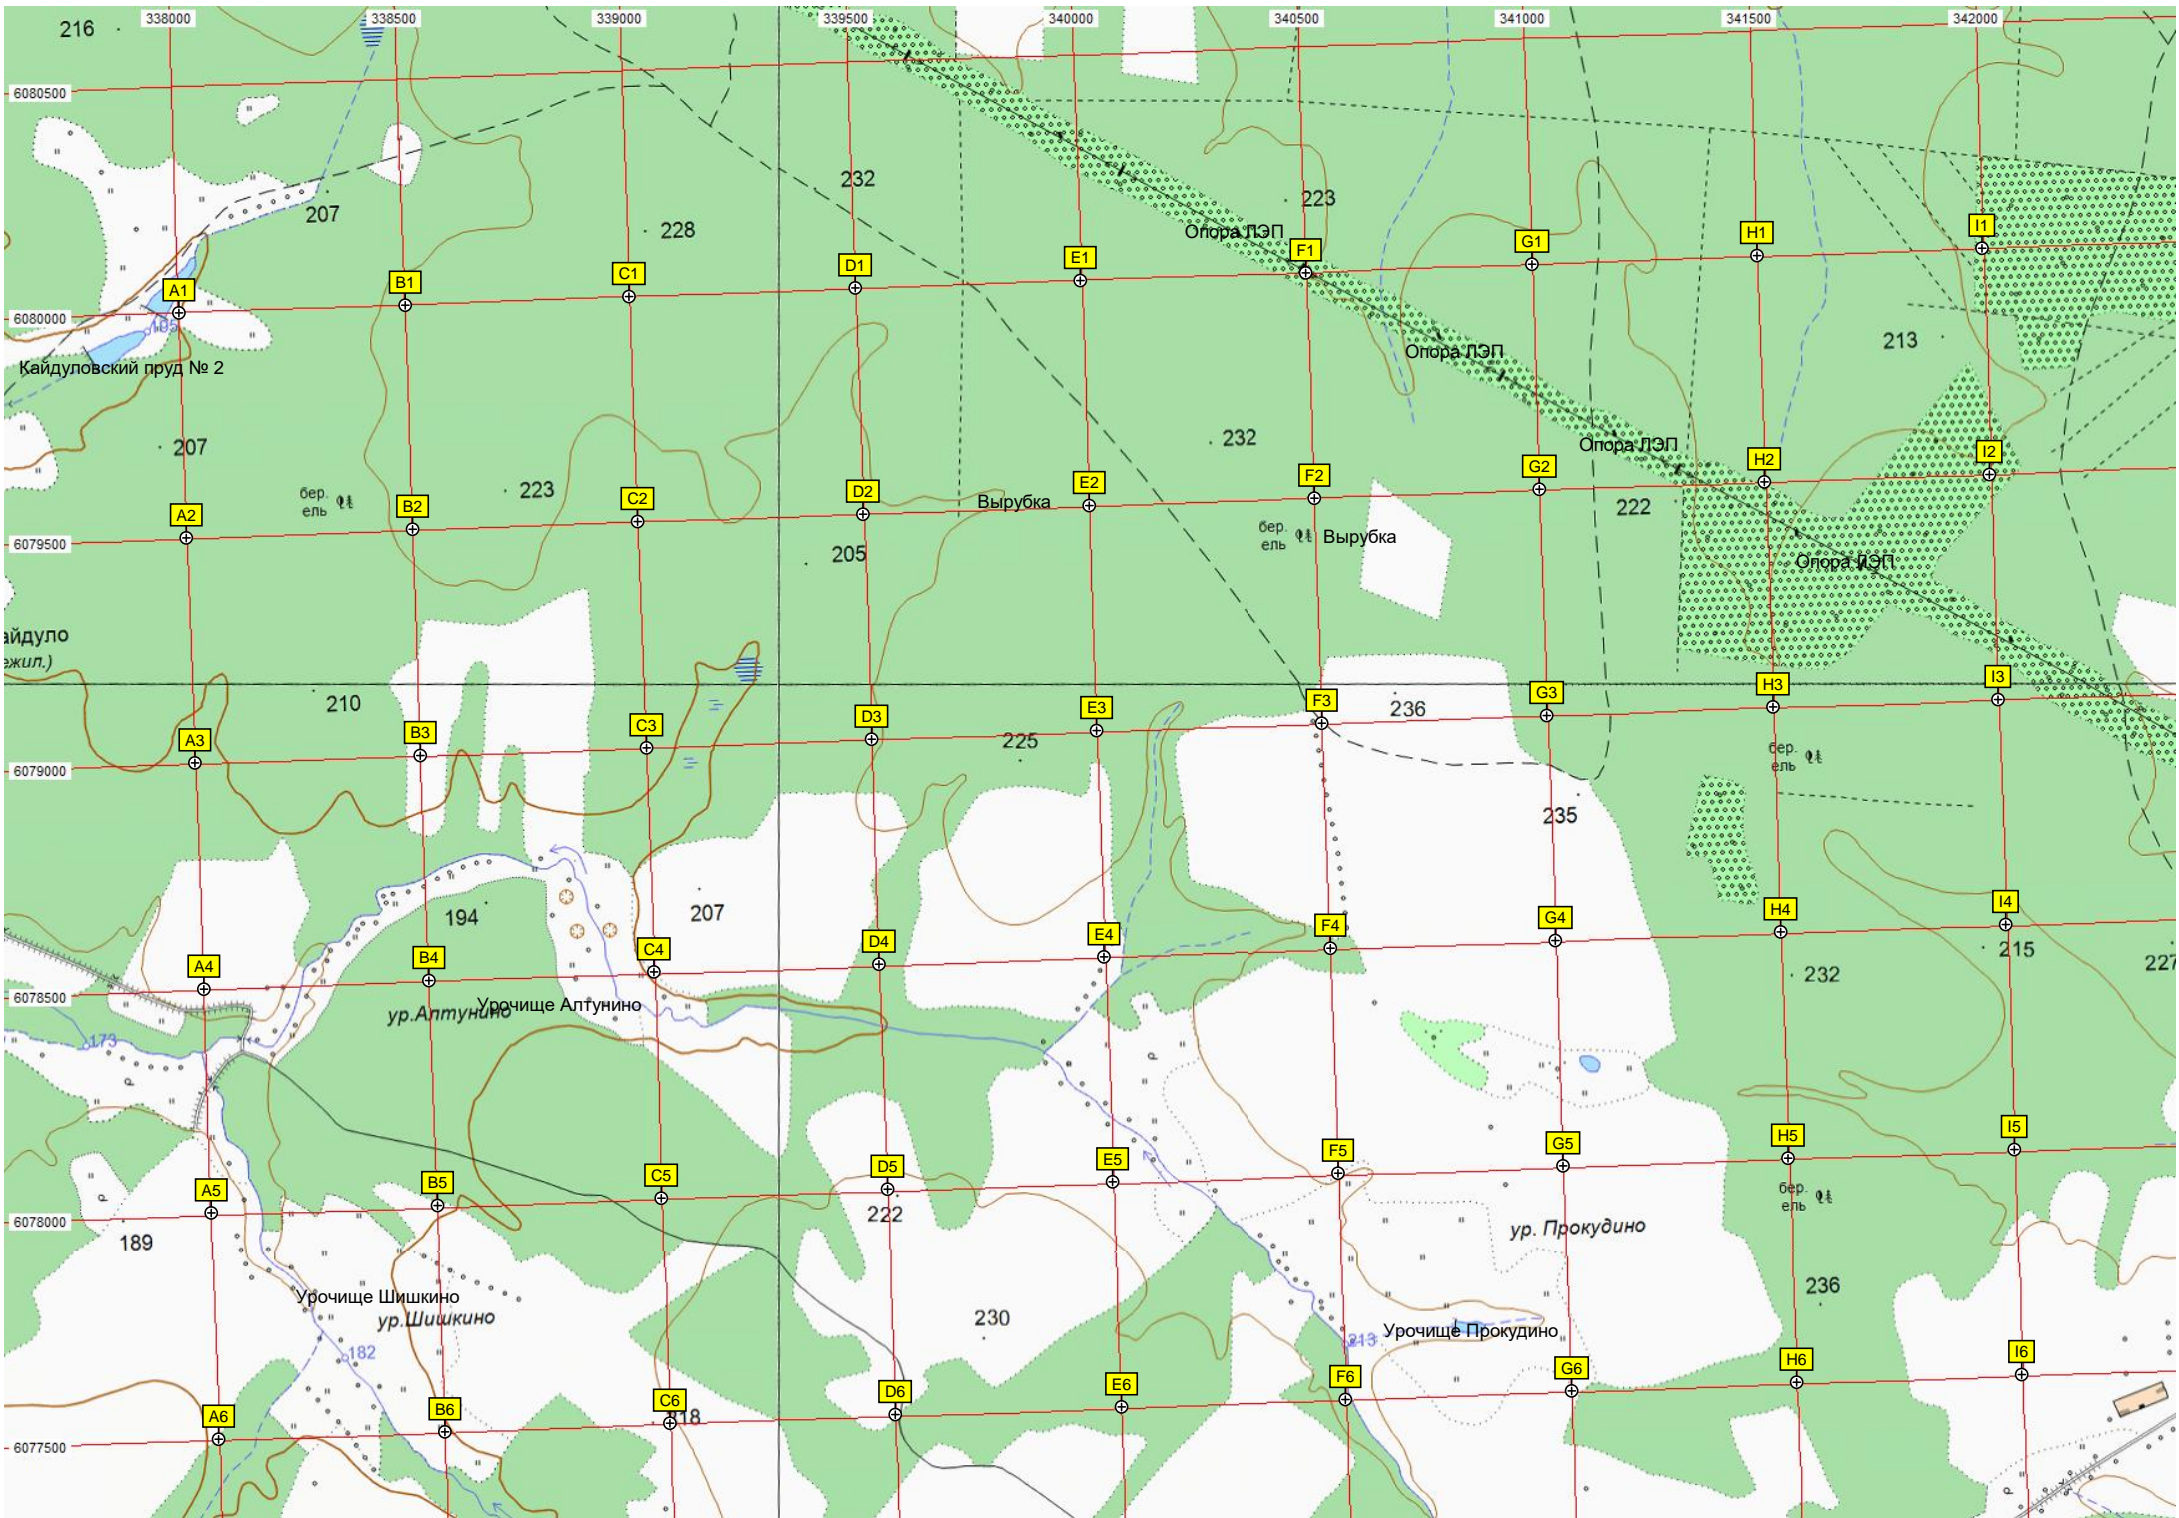 338000 338500 339000 339500 340000 340500 341000 341500 342000
216
6080500
207
232
228
223
Опора ЛЭП
A1 B1 C1 D1 E1 F1 G1 H1 I1
6080000
195
Кайдуловский пруд № 2
Опора ЛЭП
213
207
232
Опора ЛЭП
223
бер.
ель
Вырубка
222
A2 B2 C2 D2 E2 F2 G2 H2 I2
6079500
бер.
ель
Вырубка
205
Опора ЛЭП
айдуло
ежил.)
210
236
225
A3 B3 C3 D3 E3 F3 G3 H3 I3
6079000
бер.
ель
235
194
207
A4 B4 C4 D4 E4 F4 G4 H4 I4
6078500
215
227
232
ур.Алтунино
Урочище Алтунино
173
A5 B5 C5 D5 E5 F5 G5 H5 I5
6078000
бер.
ель
222
189
ур. Прокудино
236
Урочище Шишкино
ур.Шишкино
230
Урочище Прокудино
213
182
A6 B6 C6 D6 E6 F6 G6 H6 I6
218
6077500